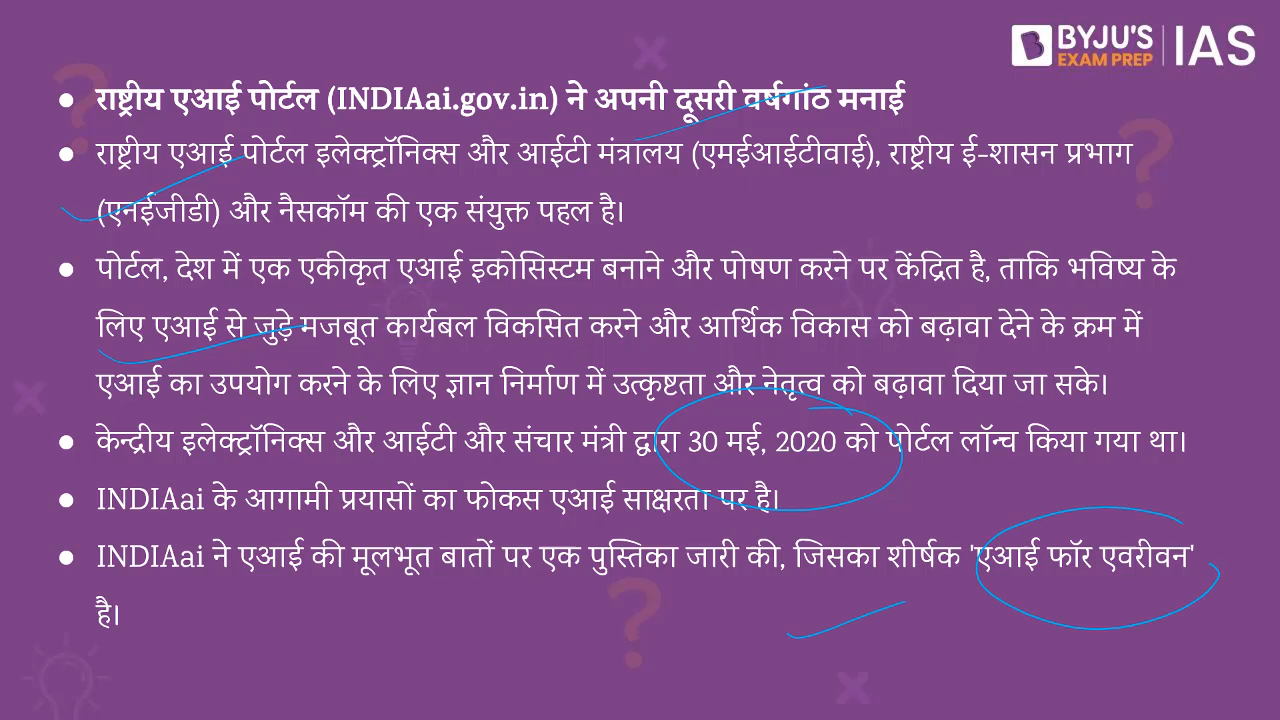 BYJU'S
EXAM PREP
IAS
● राष्ट्रीय एआई पोर्टल (INDIAai.gov.in) ने अपनी दूसरी वर्षगांठ मनाई
● राष्ट्रीय एआई पोर्टल इलेक्ट्रॉनिक्स और आईटी मंत्रालय (एमईआईटीवाई), राष्ट्रीय ई-शासन प्रभाग
(एनईजीडी) और नैसकॉम की एक संयुक्त पहल है।
● पोर्टल, देश में एक एकीकृत एआई इकोसिस्टम बनाने और पोषण करने पर केंद्रित है, ताकि भविष्य के
लिए एआई से जुड़े मजबूत कार्यबल विकसित करने और आर्थिक विकास को बढ़ावा देने के क्रम में
एआई का उपयोग करने के लिए ज्ञान निर्माण में उत्कृष्टता और नेतृत्व को बढ़ावा दिया जा सके।
● केन्द्रीय इलेक्ट्रॉनिक्स और आईटी और संचार मंत्री द्वारा 30 मई, 2020 को पोर्टल लॉन्च किया गया था।
● INDIAai के आगामी प्रयासों का फोकस एआई साक्षरता पर है।
● INDIAai ने एआई की मूलभूत बातों पर एक पुस्तिका जारी की, जिसका शीर्षक 'एआई फॉर एवरीवन'
है।